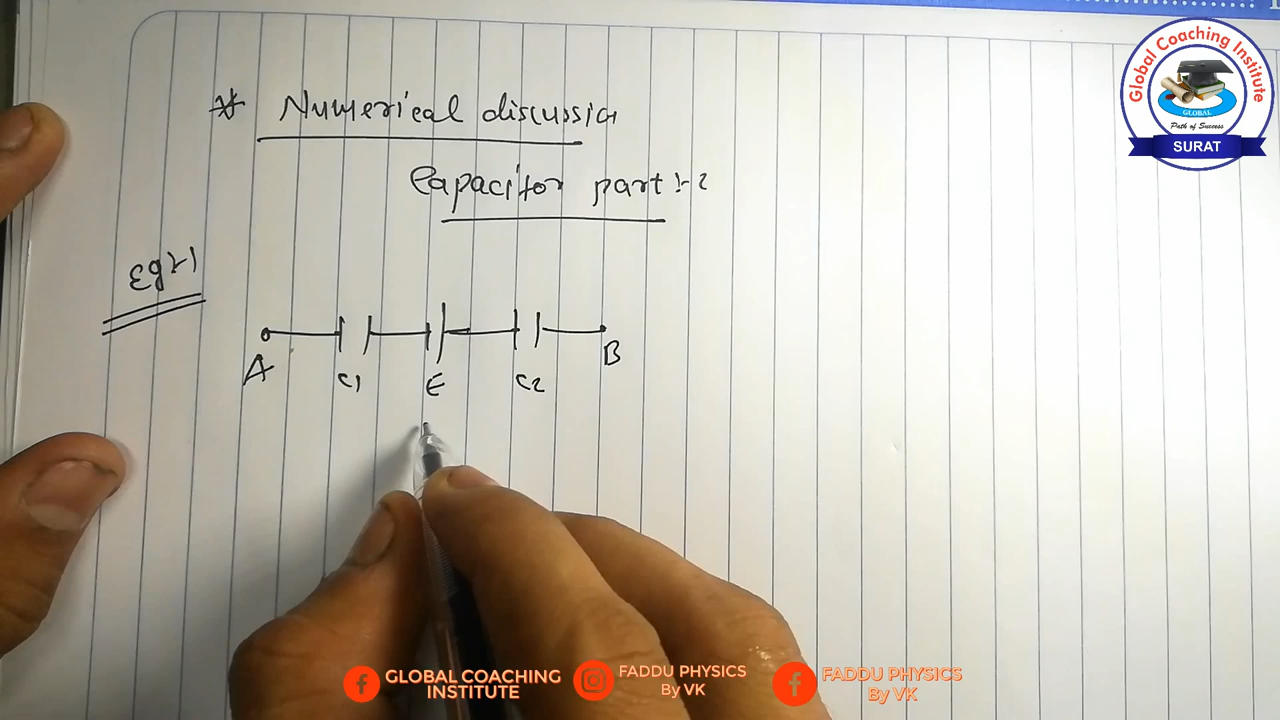 Global Coaching Institute
GLOBAL
Path of Success
SURAT
* Numerical discussion
Capacitor part :- 2
Eg :- 1
A
C1
E
C2
B
GLOBAL COACHING
INSTITUTE
FADDU PHYSICS
By VK
FADDU PHYSICS
By VK